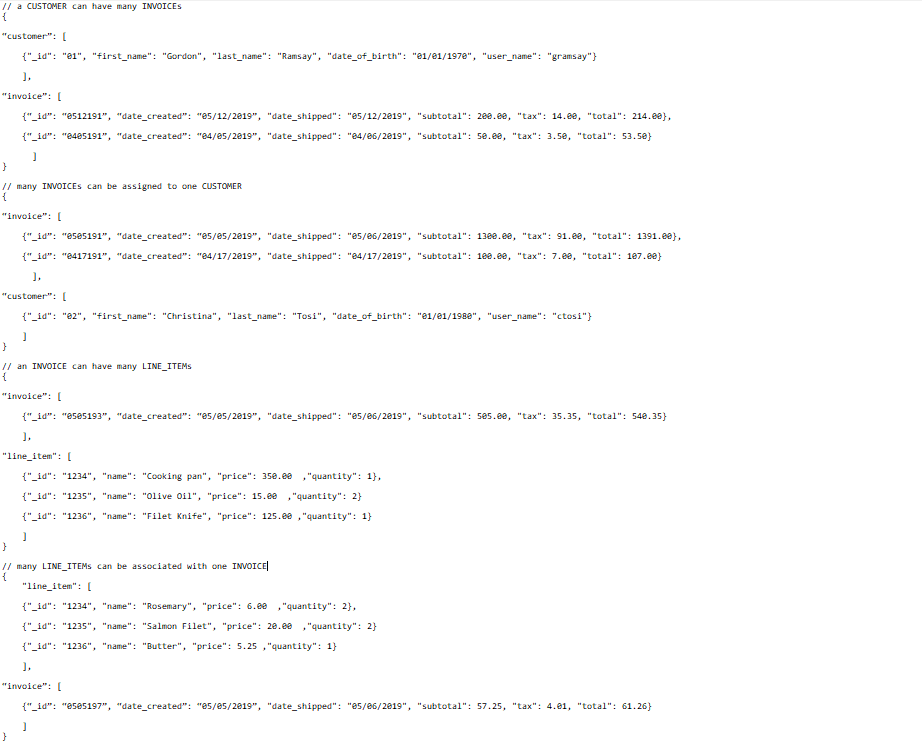 // a CUSTOMER can have many INVOICEs
{
“customer”: [
{“_id”: "01", "first_name": "Gordon", "last_name": "Ramsay", "date_of_birth": "01/01/1970", "user_name": "gramsay"}
],
“invoice”: [
{“_id”: “0512191”, “date_created”: “05/12/2019”, "date_shipped": "05/12/2019", "subtotal": 200.00, "tax": 14.00, "total": 214.00},
{“_id”: “0405191”, “date_created”: “04/05/2019”, "date_shipped": "04/06/2019", "subtotal": 50.00, "tax": 3.50, "total": 53.50}
]
}
// many INVOICEs can be assigned to one CUSTOMER
{
“invoice”: [
{“_id”: “0505191”, “date_created”: “05/05/2019”, "date_shipped": "05/06/2019", "subtotal": 1300.00, "tax": 91.00, "total": 1391.00},
{“_id”: “0417191”, “date_created”: “04/17/2019”, "date_shipped": "04/17/2019", "subtotal": 100.00, "tax": 7.00, "total": 107.00}
],
“customer”: [
{“_id”: "02", "first_name": "Christina", "last_name": "Tosi", "date_of_birth": "01/01/1980", "user_name": "ctosi"}
]
}
// an INVOICE can have many LINE_ITEMs
{
“invoice”: [
{“_id”: “0505193”, “date_created”: “05/05/2019”, "date_shipped": "05/06/2019", "subtotal": 505.00, "tax": 35.35, "total": 540.35}
],
"line_item": [
{"_id": "1234", "name": "Cooking pan", "price": 350.00  ,"quantity": 1},
{"_id": "1235", "name": "Olive Oil", "price": 15.00  ,"quantity": 2}
{"_id": "1236", "name": "Filet Knife", "price": 125.00 ,"quantity": 1}
]
}
// many LINE_ITEMs can be associated with one INVOICE
{
"line_item": [
{"_id": "1234", "name": "Rosemary", "price": 6.00  ,"quantity": 2},
{"_id": "1235", "name": "Salmon Filet", "price": 20.00  ,"quantity": 2}
{"_id": "1236", "name": "Butter", "price": 5.25 ,"quantity": 1}
],
“invoice”: [
{“_id”: “0505197”, “date_created”: “05/05/2019”, "date_shipped": "05/06/2019", "subtotal": 57.25, "tax": 4.01, "total": 61.26}
]
}